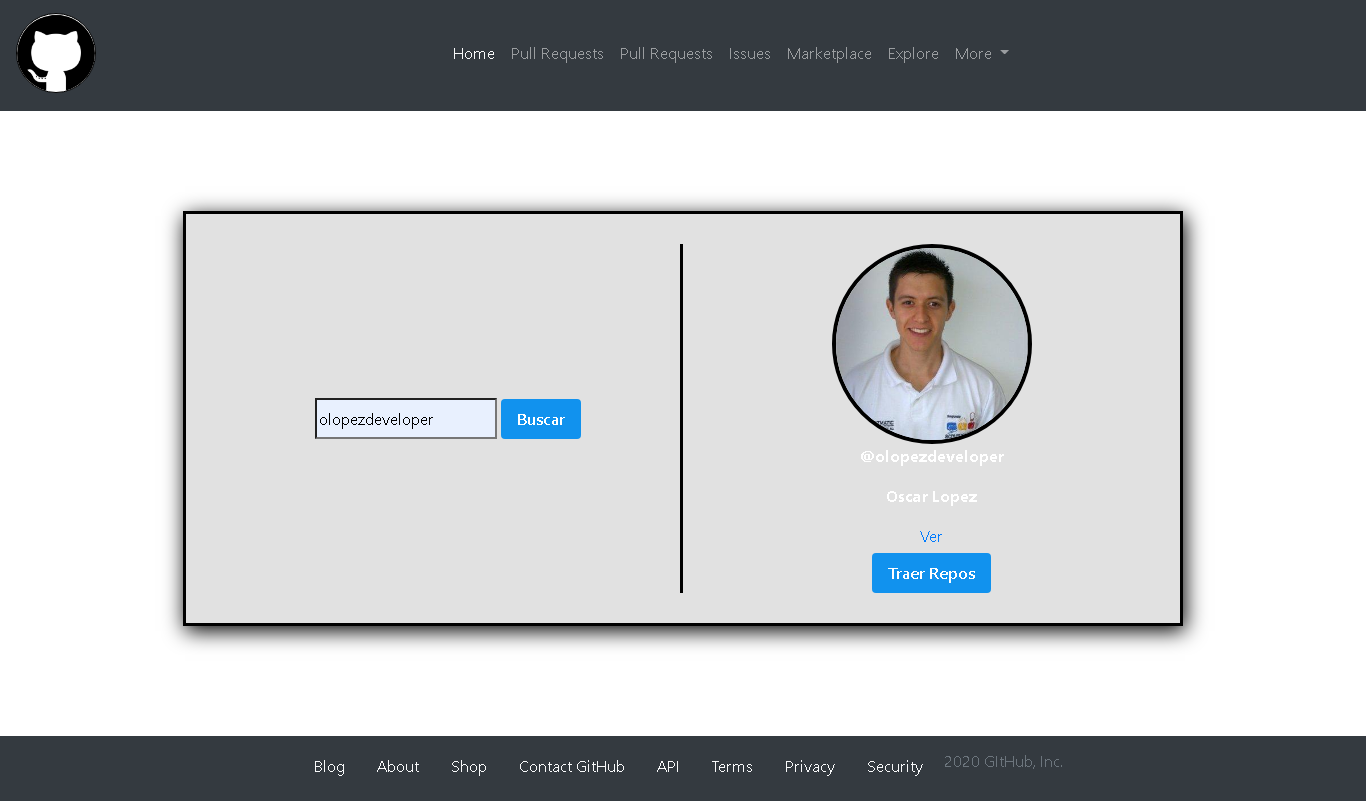 Home Pull Requests Pull Requests Issues Marketplace Explore More
olopezdeveloper Buscar
@olopezdeveloper
Oscar Lopez
Ver
Traer Repos
Blog About Shop Contact GitHub API Terms Privacy Security 2020 GItHub, Inc.